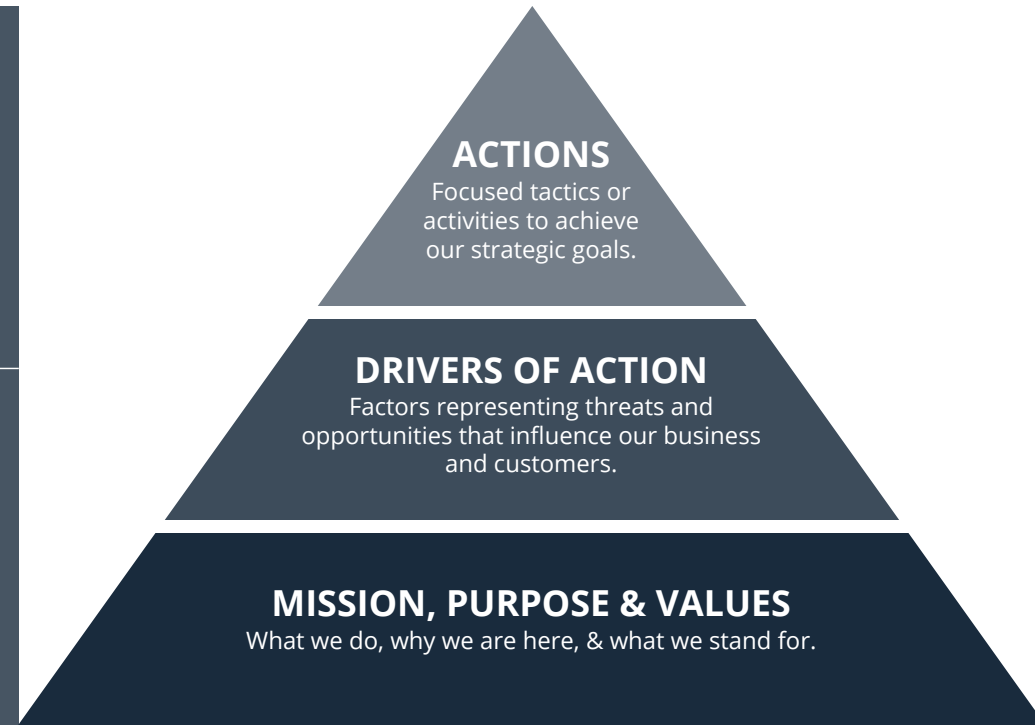 ACTIONS
Focused tactics or
activities to achieve
our strategic goals.
DRIVERS OF ACTION
Factors representing threats and
opportunities that influence our business
and customers.
MISSION, PURPOSE & VALUES
What we do, why we are here, & what we stand for.